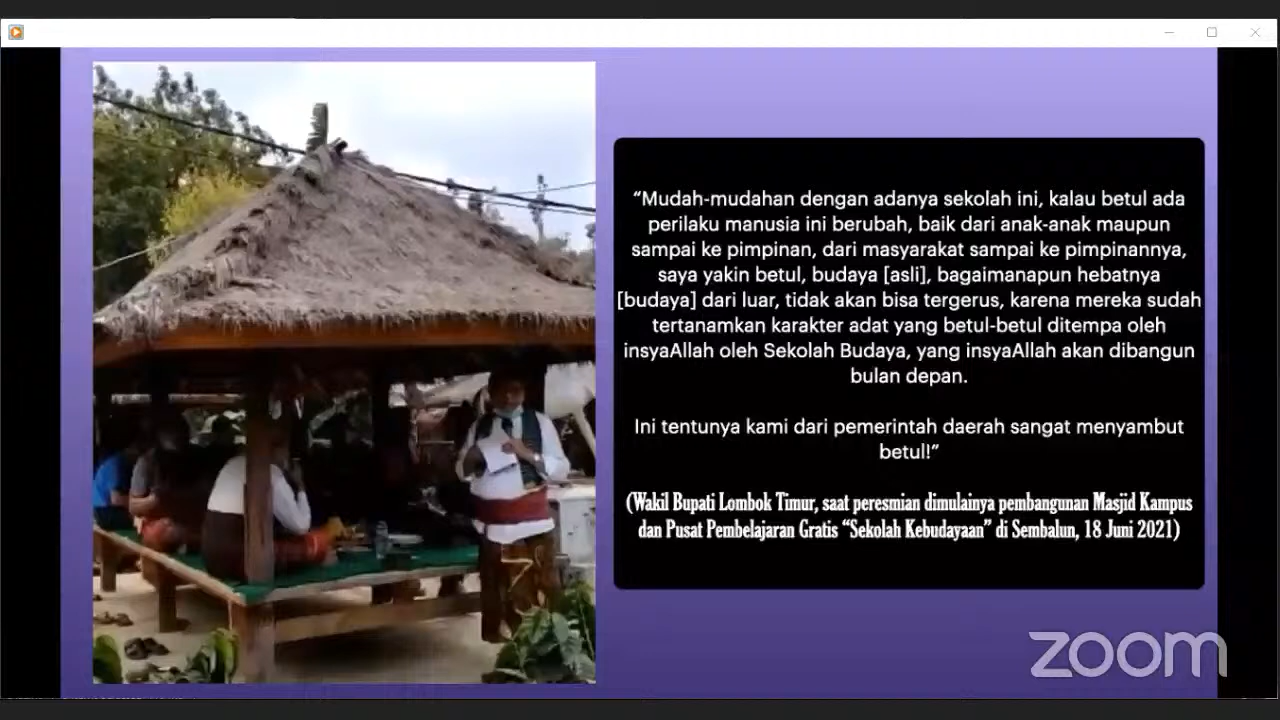 “Mudah-mudahan dengan adanya sekolah ini, kalau betul ada
perilaku manusia ini berubah, baik dari anak-anak maupun
sampai ke pimpinan, dari masyarakat sampai ke pimpinannya,
saya yakin betul, budaya [asli], bagaimanapun hebatnya
[budaya] dari luar, tidak akan bisa tergerus, karena mereka sudah
tertanamkan karakter adat yang betul-betul ditempa oleh
insyaAllah oleh Sekolah Budaya, yang insyaAllah akan dibangun
bulan depan.
Ini tentunya kami dari pemerintah daerah sangat menyambut
betul!”
(Wakil Bupati Lombok Timur, saat peresmian dimulainya pembangunan Masjid Kampus
dan Pusat Pembelajaran Gratis “Sekolah Kebudayaan” di Sembalun, 18 Juni 2021)
zoom